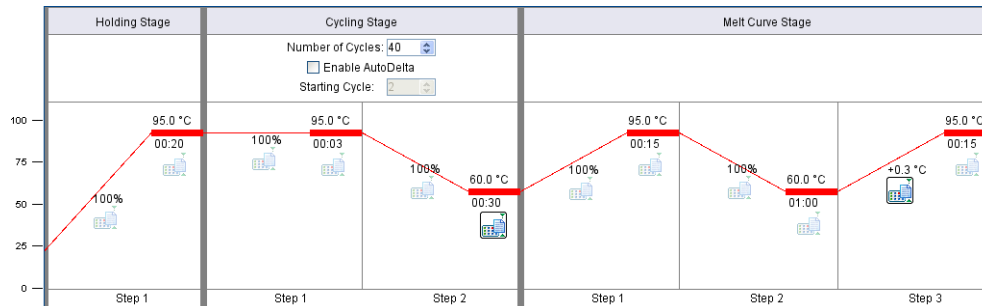 Holding Stage
Cycling Stage
Melt Curve Stage
Number of Cycles: 40
Enable AutoDelta
Starting Cycle: 2
100
75
50
25
0
100%
95.0 °C
00:20
100%
95.0 °C
00:03
100%
60.0 °C
00:30
100%
95.0 °C
00:15
100%
60.0 °C
01:00
+0.3 °C
95.0 °C
00:15
Step 1
Step 1
Step 2
Step 1
Step 2
Step 3